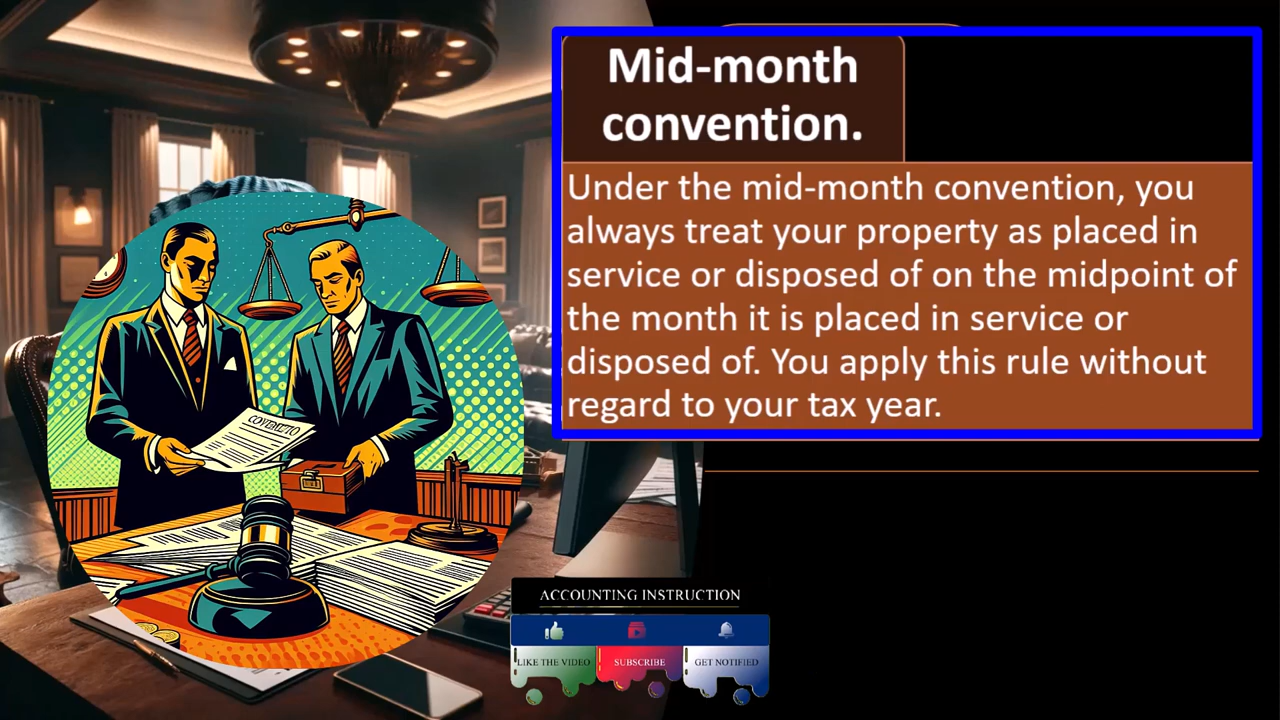 Mid-month
convention.
Under the mid-month convention, you
always treat your property as placed in
service or disposed of on the midpoint of
the month it is placed in service or
disposed of. You apply this rule without
regard to your tax year.
ACCOUNTING INSTRUCTION
LIKE THE VIDEO
SUBSCRIBE
GET NOTIFIED